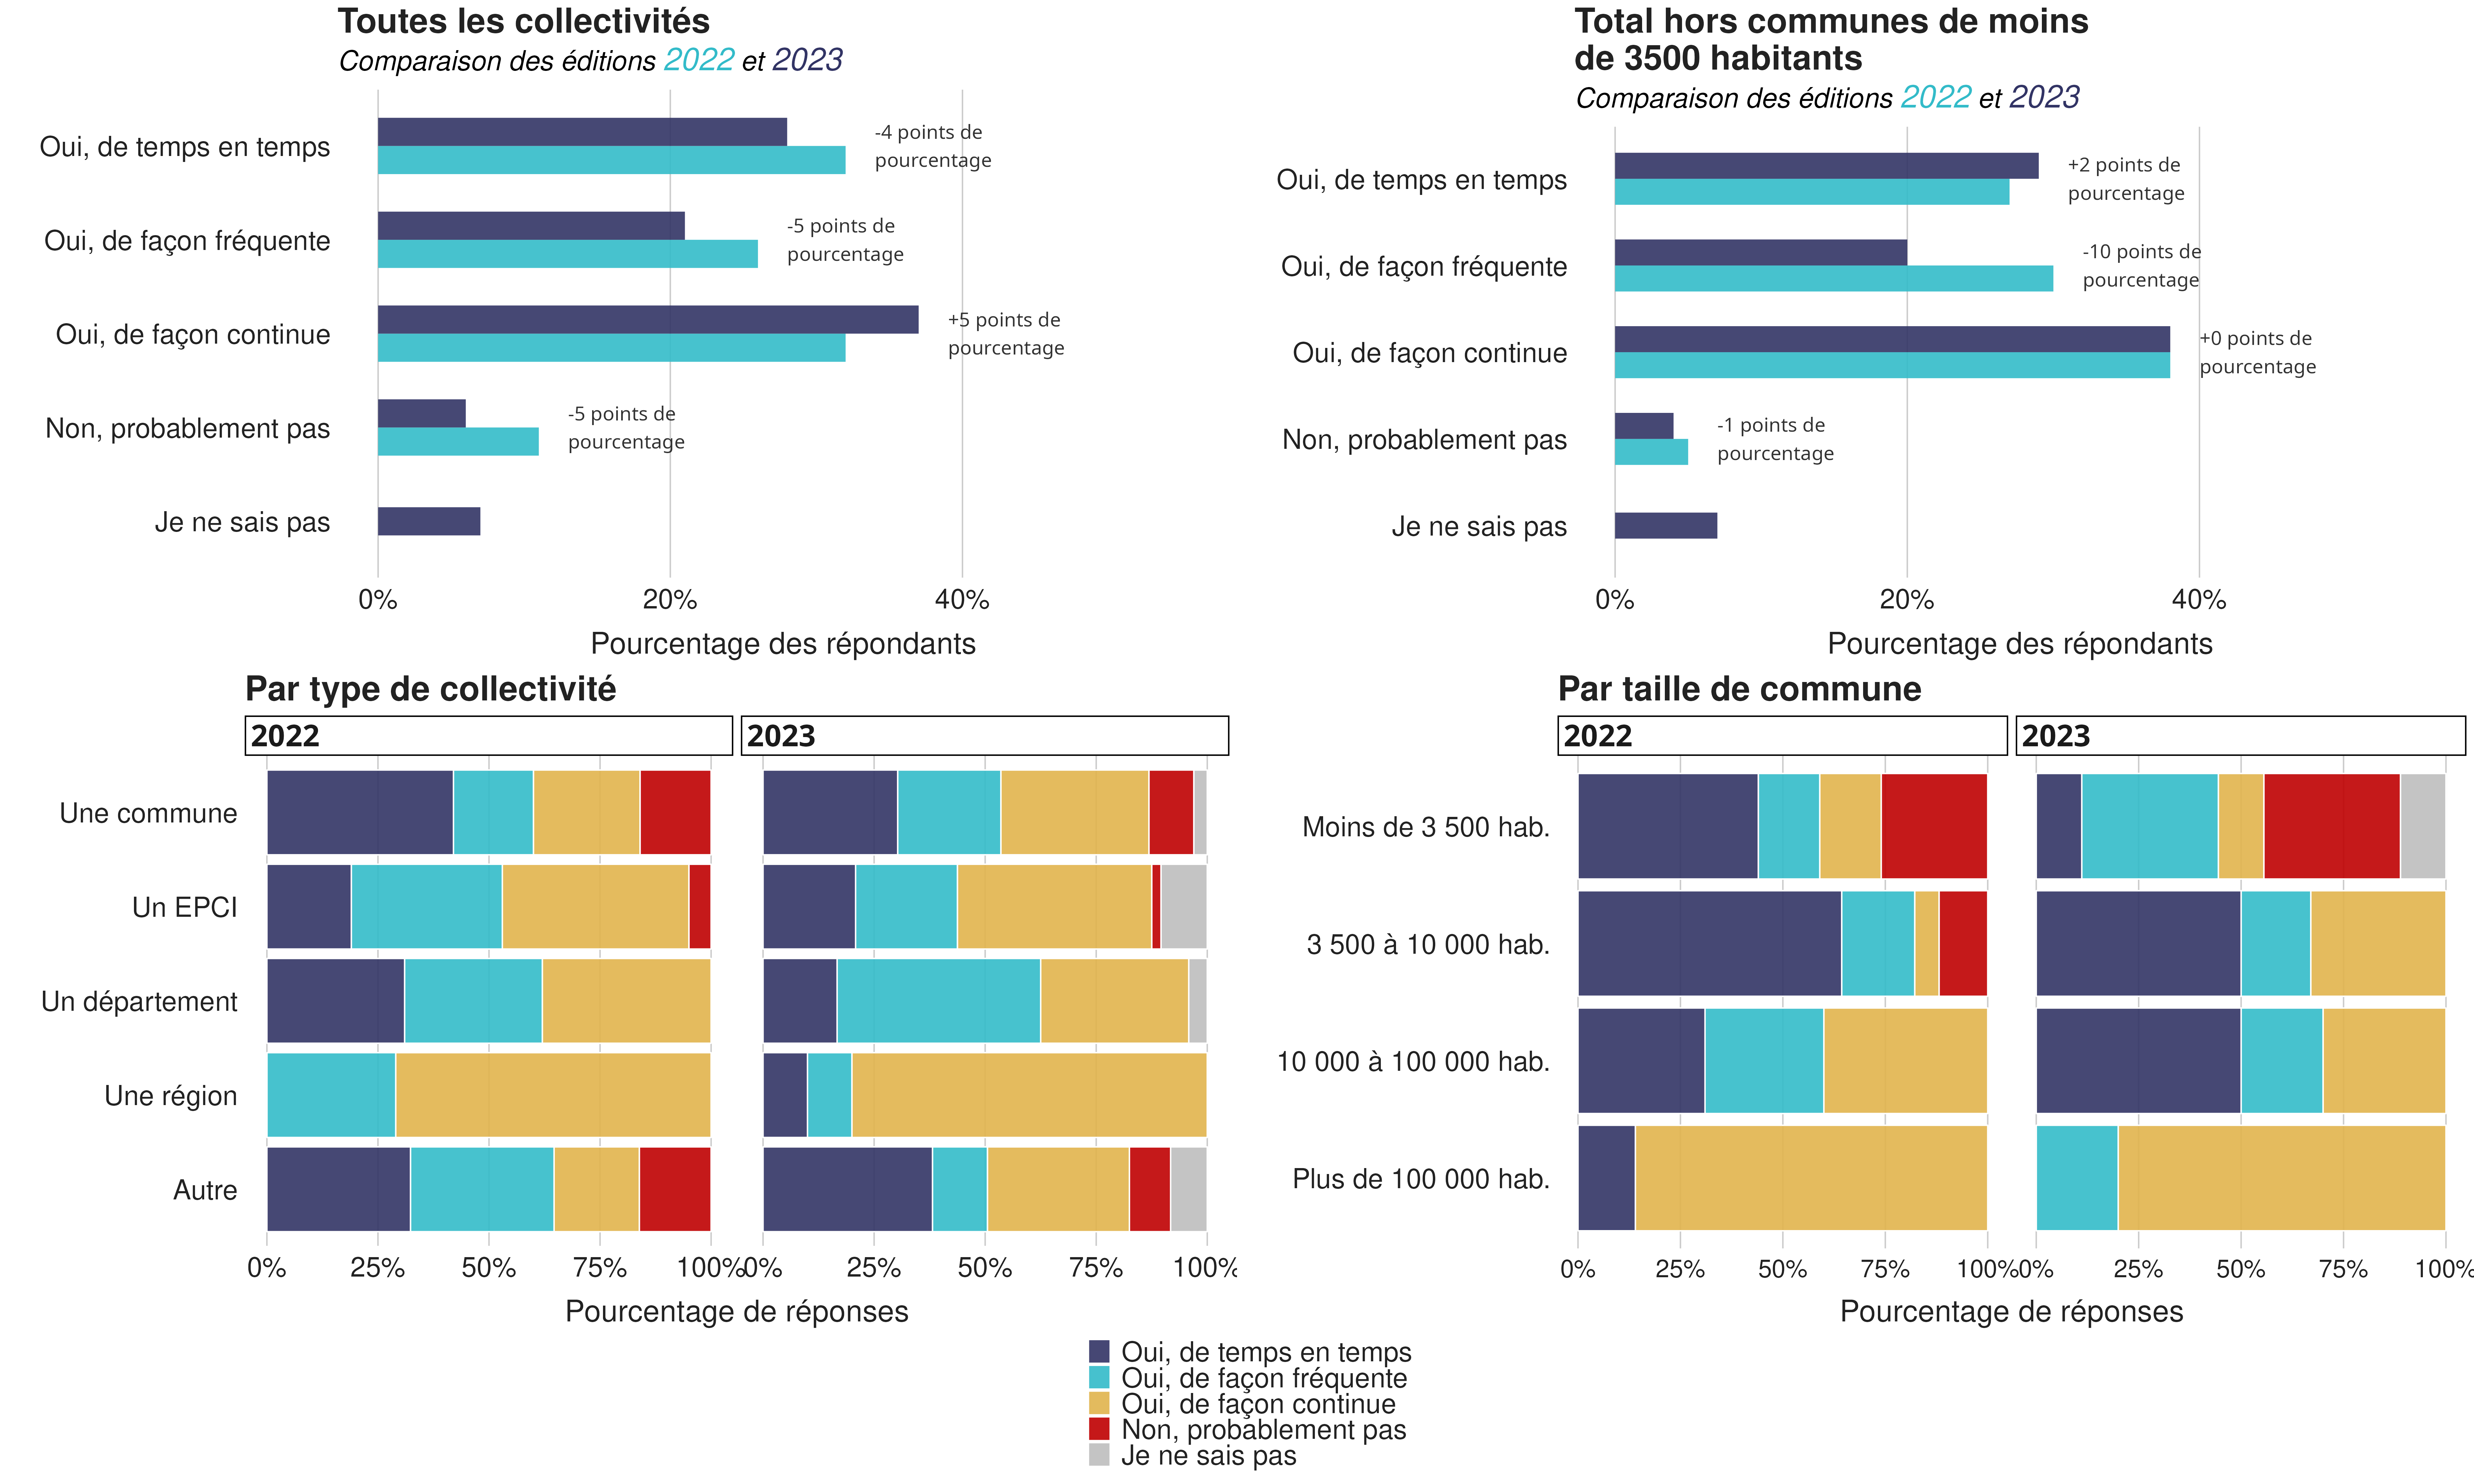 Toutes les collectivités
Comparaison des éditions 2022 et 2023
Oui, de temps en temps
-4 points de
pourcentage
Oui, de façon fréquente
-5 points de
pourcentage
Oui, de façon continue
+5 points de
pourcentage
Non, probablement pas
-5 points de
pourcentage
Je ne sais pas
0% 20% 40%
Pourcentage des répondants
Total hors communes de moins
de 3500 habitants
Comparaison des éditions 2022 et 2023
Oui, de temps en temps
+2 points de
pourcentage
Oui, de façon fréquente
-10 points de
pourcentage
Oui, de façon continue
+0 points de
pourcentage
Non, probablement pas
-1 points de
pourcentage
Je ne sais pas
0% 20% 40%
Pourcentage des répondants
Par type de collectivité
2022 2023
Une commune
Un EPCI
Un département
Une région
Autre
0% 25% 50% 75% 100% 0% 25% 50% 75% 100%
Pourcentage de réponses
Par taille de commune
2022 2023
Moins de 3 500 hab.
3 500 à 10 000 hab.
10 000 à 100 000 hab.
Plus de 100 000 hab.
0% 25% 50% 75% 100% 0% 25% 50% 75% 100%
Pourcentage de réponses
Oui, de temps en temps
Oui, de façon fréquente
Oui, de façon continue
Non, probablement pas
Je ne sais pas